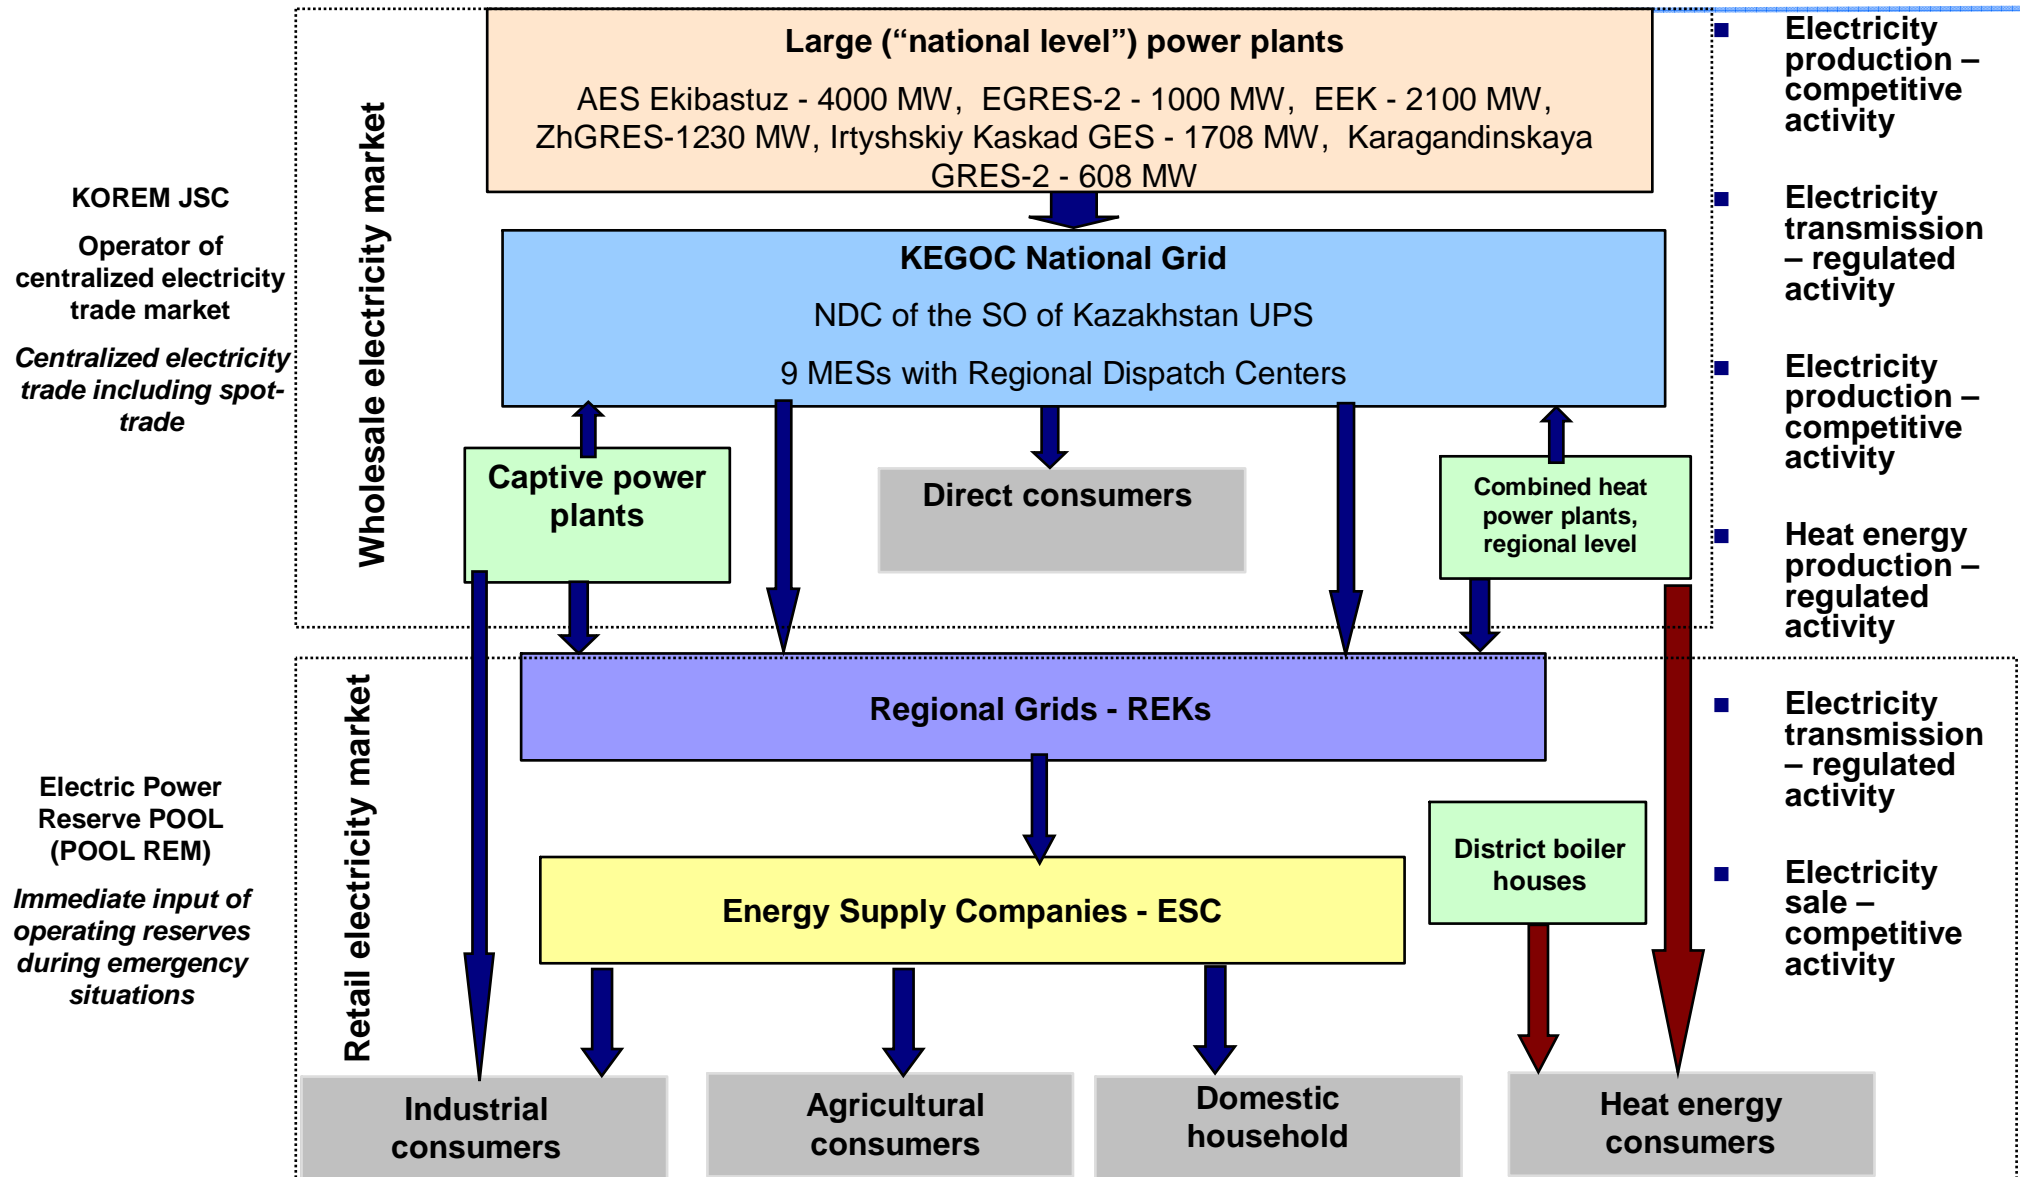 Large (“national level”) power plants
AES Ekibastuz - 4000 MW, EGRES-2 - 1000 MW, EEK - 2100 MW,
ZhGRES-1230 MW, Irtyshskiy Kaskad GES - 1708 MW, Karagandinskaya
GRES-2 - 608 MW
KOREM JSC
Operator of
centralized electricity
trade market
Centralized electricity
trade including spot-
trade
Wholesale electricity market
KEGOC National Grid
NDC of the SO of Kazakhstan UPS
9 MESs with Regional Dispatch Centers
Captive power
plants
Direct consumers
Combined heat
power plants,
regional level
Electricity
production –
competitive
activity
Electricity
transmission
– regulated
activity
Electricity
production –
competitive
activity
Heat energy
production –
regulated
activity
Electric Power
Reserve POOL
(POOL REM)
Immediate input of
operating reserves
during emergency
situations
Retail electricity market
Regional Grids - REKs
Energy Supply Companies - ESC
District boiler
houses
Electricity
transmission
– regulated
activity
Electricity
sale –
competitive
activity
Industrial
consumers
Agricultural
consumers
Domestic
household
Heat energy
consumers